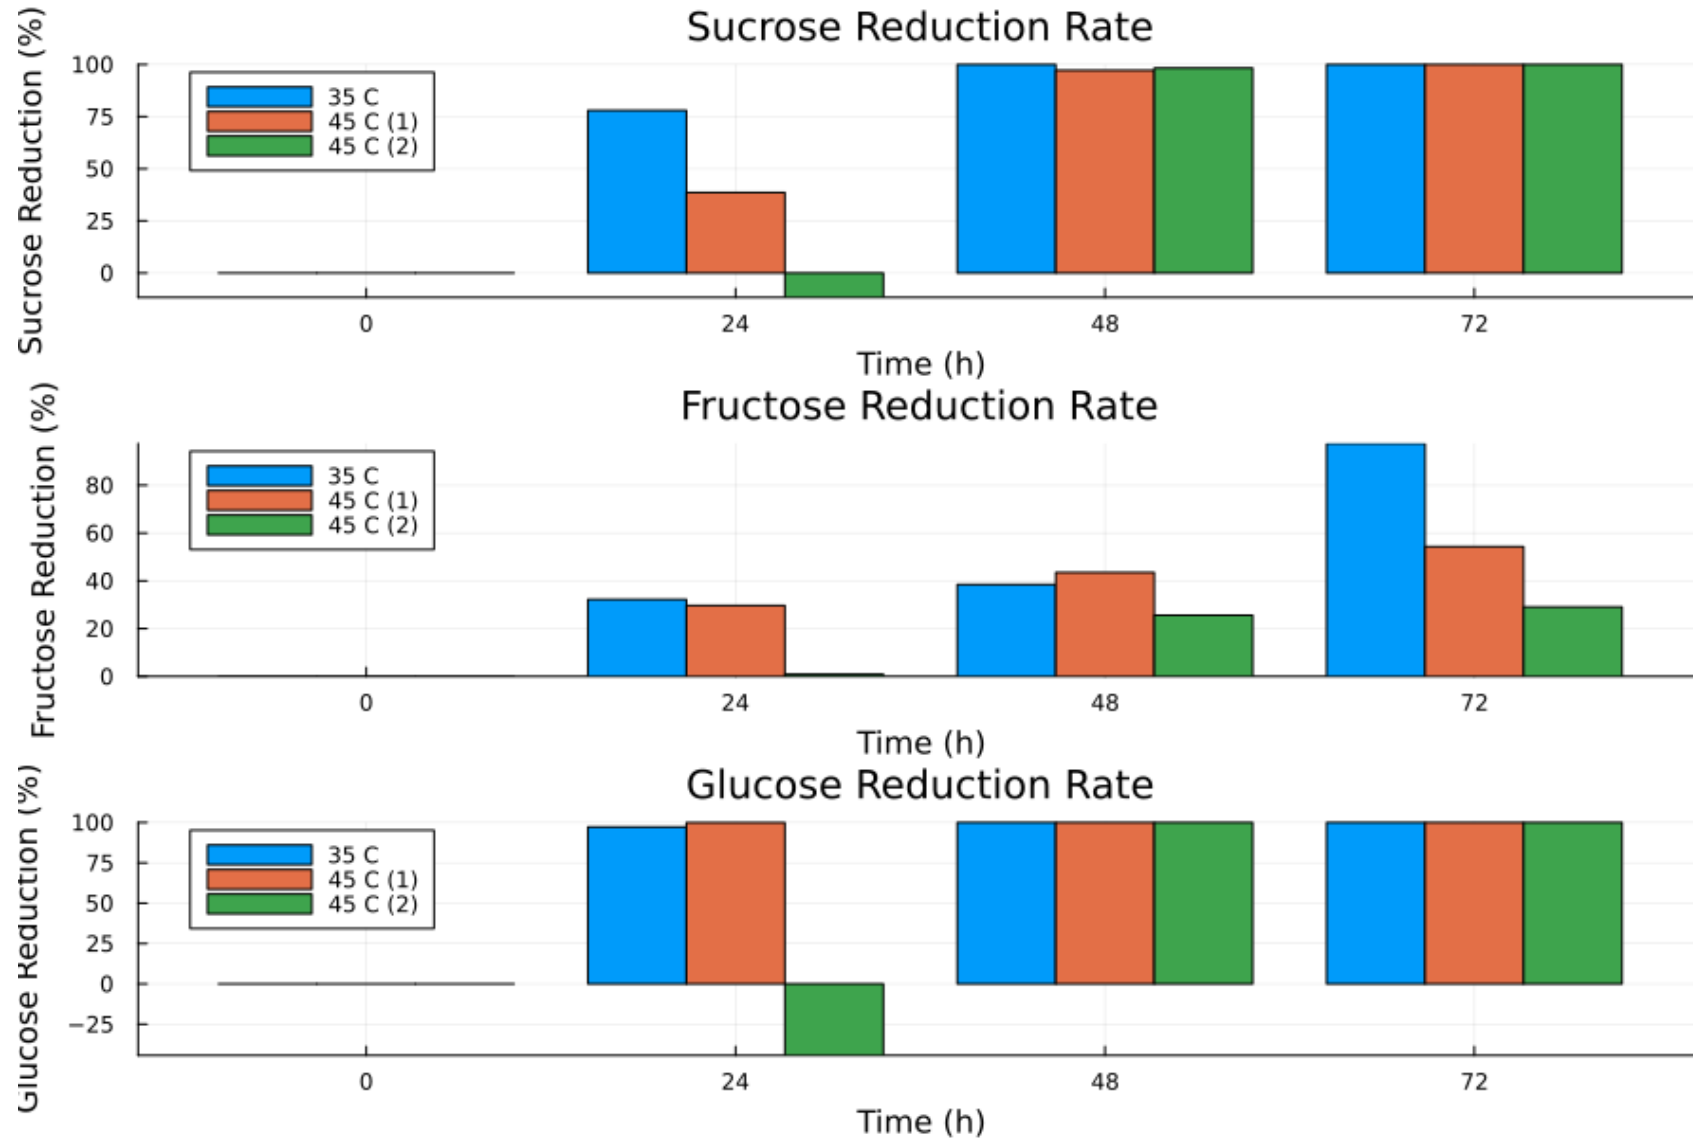 Sucrose Reduction Rate
Sucrose Reduction (%)
100
75
50
25
0
35 C
45 C (1)
45 C (2)
0 24 48 72
Time (h)
Fructose Reduction Rate
Fructose Reduction (%)
80
60
40
20
0
35 C
45 C (1)
45 C (2)
0 24 48 72
Time (h)
Glucose Reduction Rate
Glucose Reduction (%)
100
75
50
25
0
−25
35 C
45 C (1)
45 C (2)
0 24 48 72
Time (h)